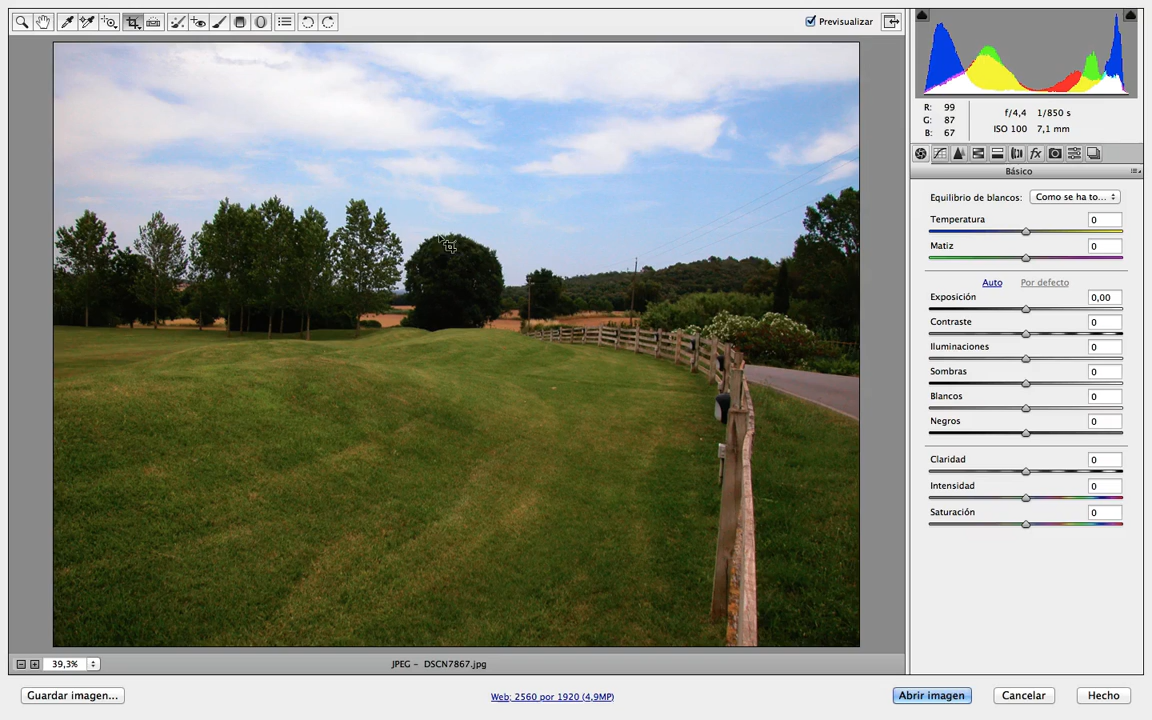 Previsualizar
R: 99
G: 87
B: 67
f/4,4 1/850 s
ISO 100 7,1 mm
fx
Básico
Equilibrio de blancos: Como se ha to...
Temperatura 0
Matiz 0
Auto Por defecto
Exposición 0,00
Contraste 0
Iluminaciones 0
Sombras 0
Blancos 0
Negros 0
Claridad 0
Intensidad 0
Saturación 0
39,3%
JPEG – DSCN7867.jpg
Guardar imagen...
Web; 2560 por 1920 (4,9MP)
Abrir imagen
Cancelar
Hecho